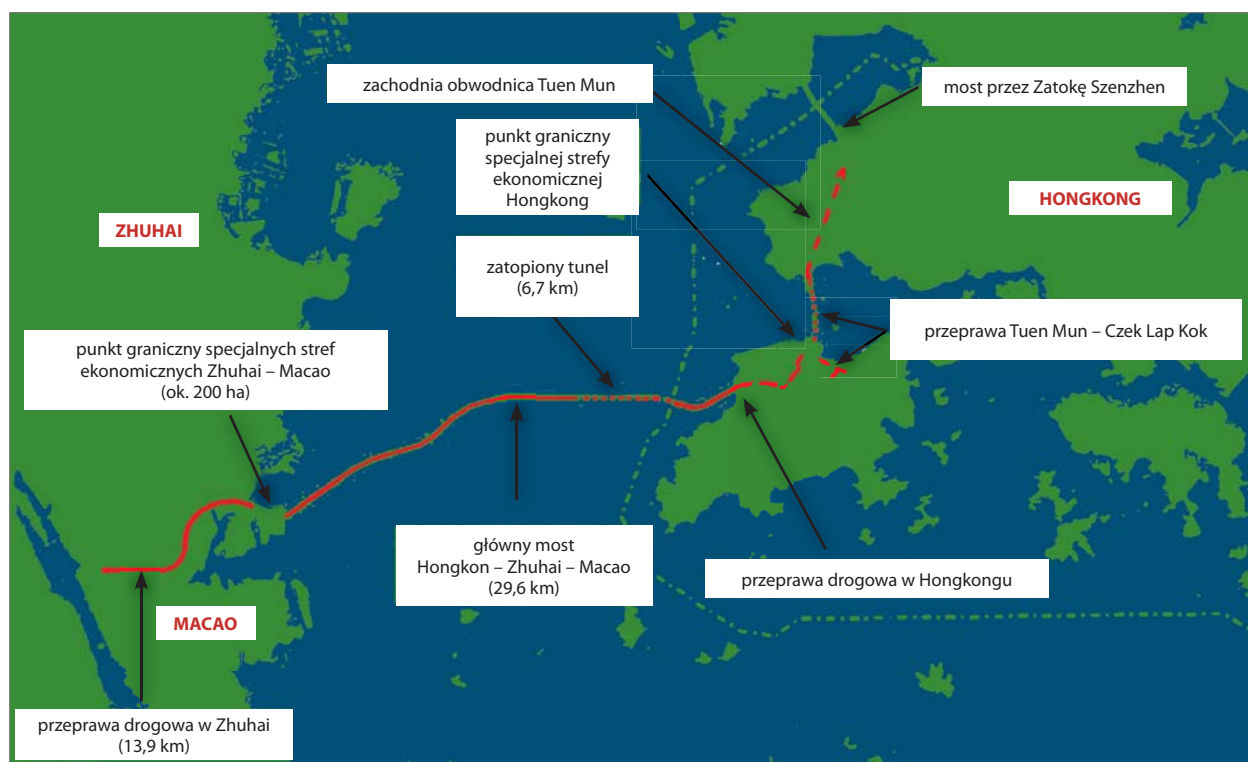 zachodnia obwodnica Tuen Mun
most przez Zatokę Szenzhen
punkt graniczny
specjalnej strefy
ekonomicznej
Hongkong
HONGKONG
ZHUHAI
zatopiony tunel
(6,7 km)
przeprawa Tuen Mun – Czek Lap Kok
punkt graniczny specjalnych stref
ekonomicznych Zhuhai – Macao
(ok. 200 ha)
główny most
Hongkon – Zhuhai – Macao
(29,6 km)
przeprawa drogowa w Hongkongu
MACAO
przeprawa drogowa w Zhuhai
(13,9 km)